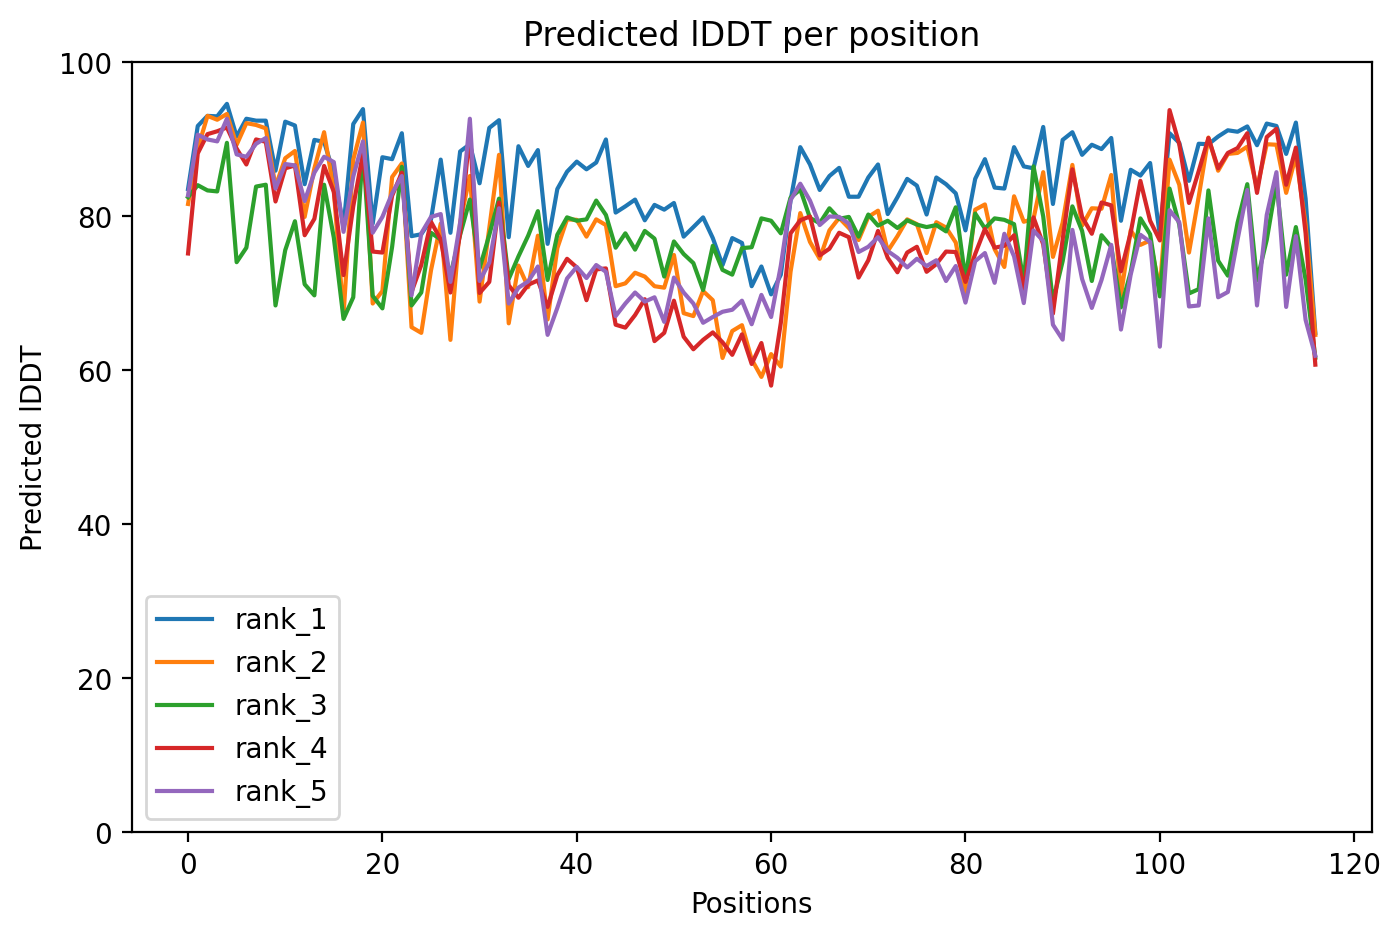 Predicted lDDT per position
100
80
60
40
20
0
Predicted lDDT
rank_1
rank_2
rank_3
rank_4
rank_5
0 20 40 60 80 100 120
Positions